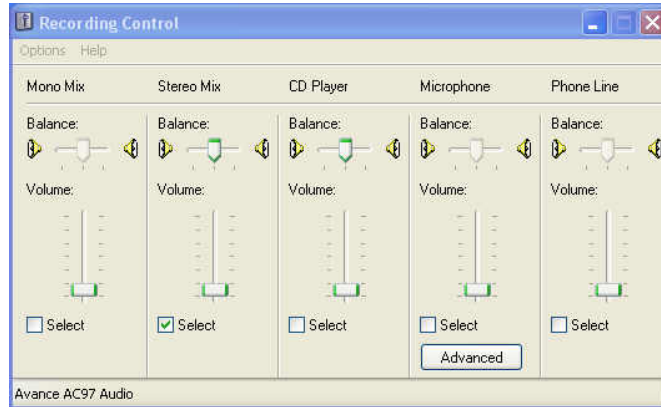 Recording Control
Options Help
Mono Mix Stereo Mix CD Player Microphone Phone Line
Balance: Balance: Balance: Balance: Balance:
Volume: Volume: Volume: Volume: Volume:
Select Select Select Select Select
Advanced
Avance AC97 Audio